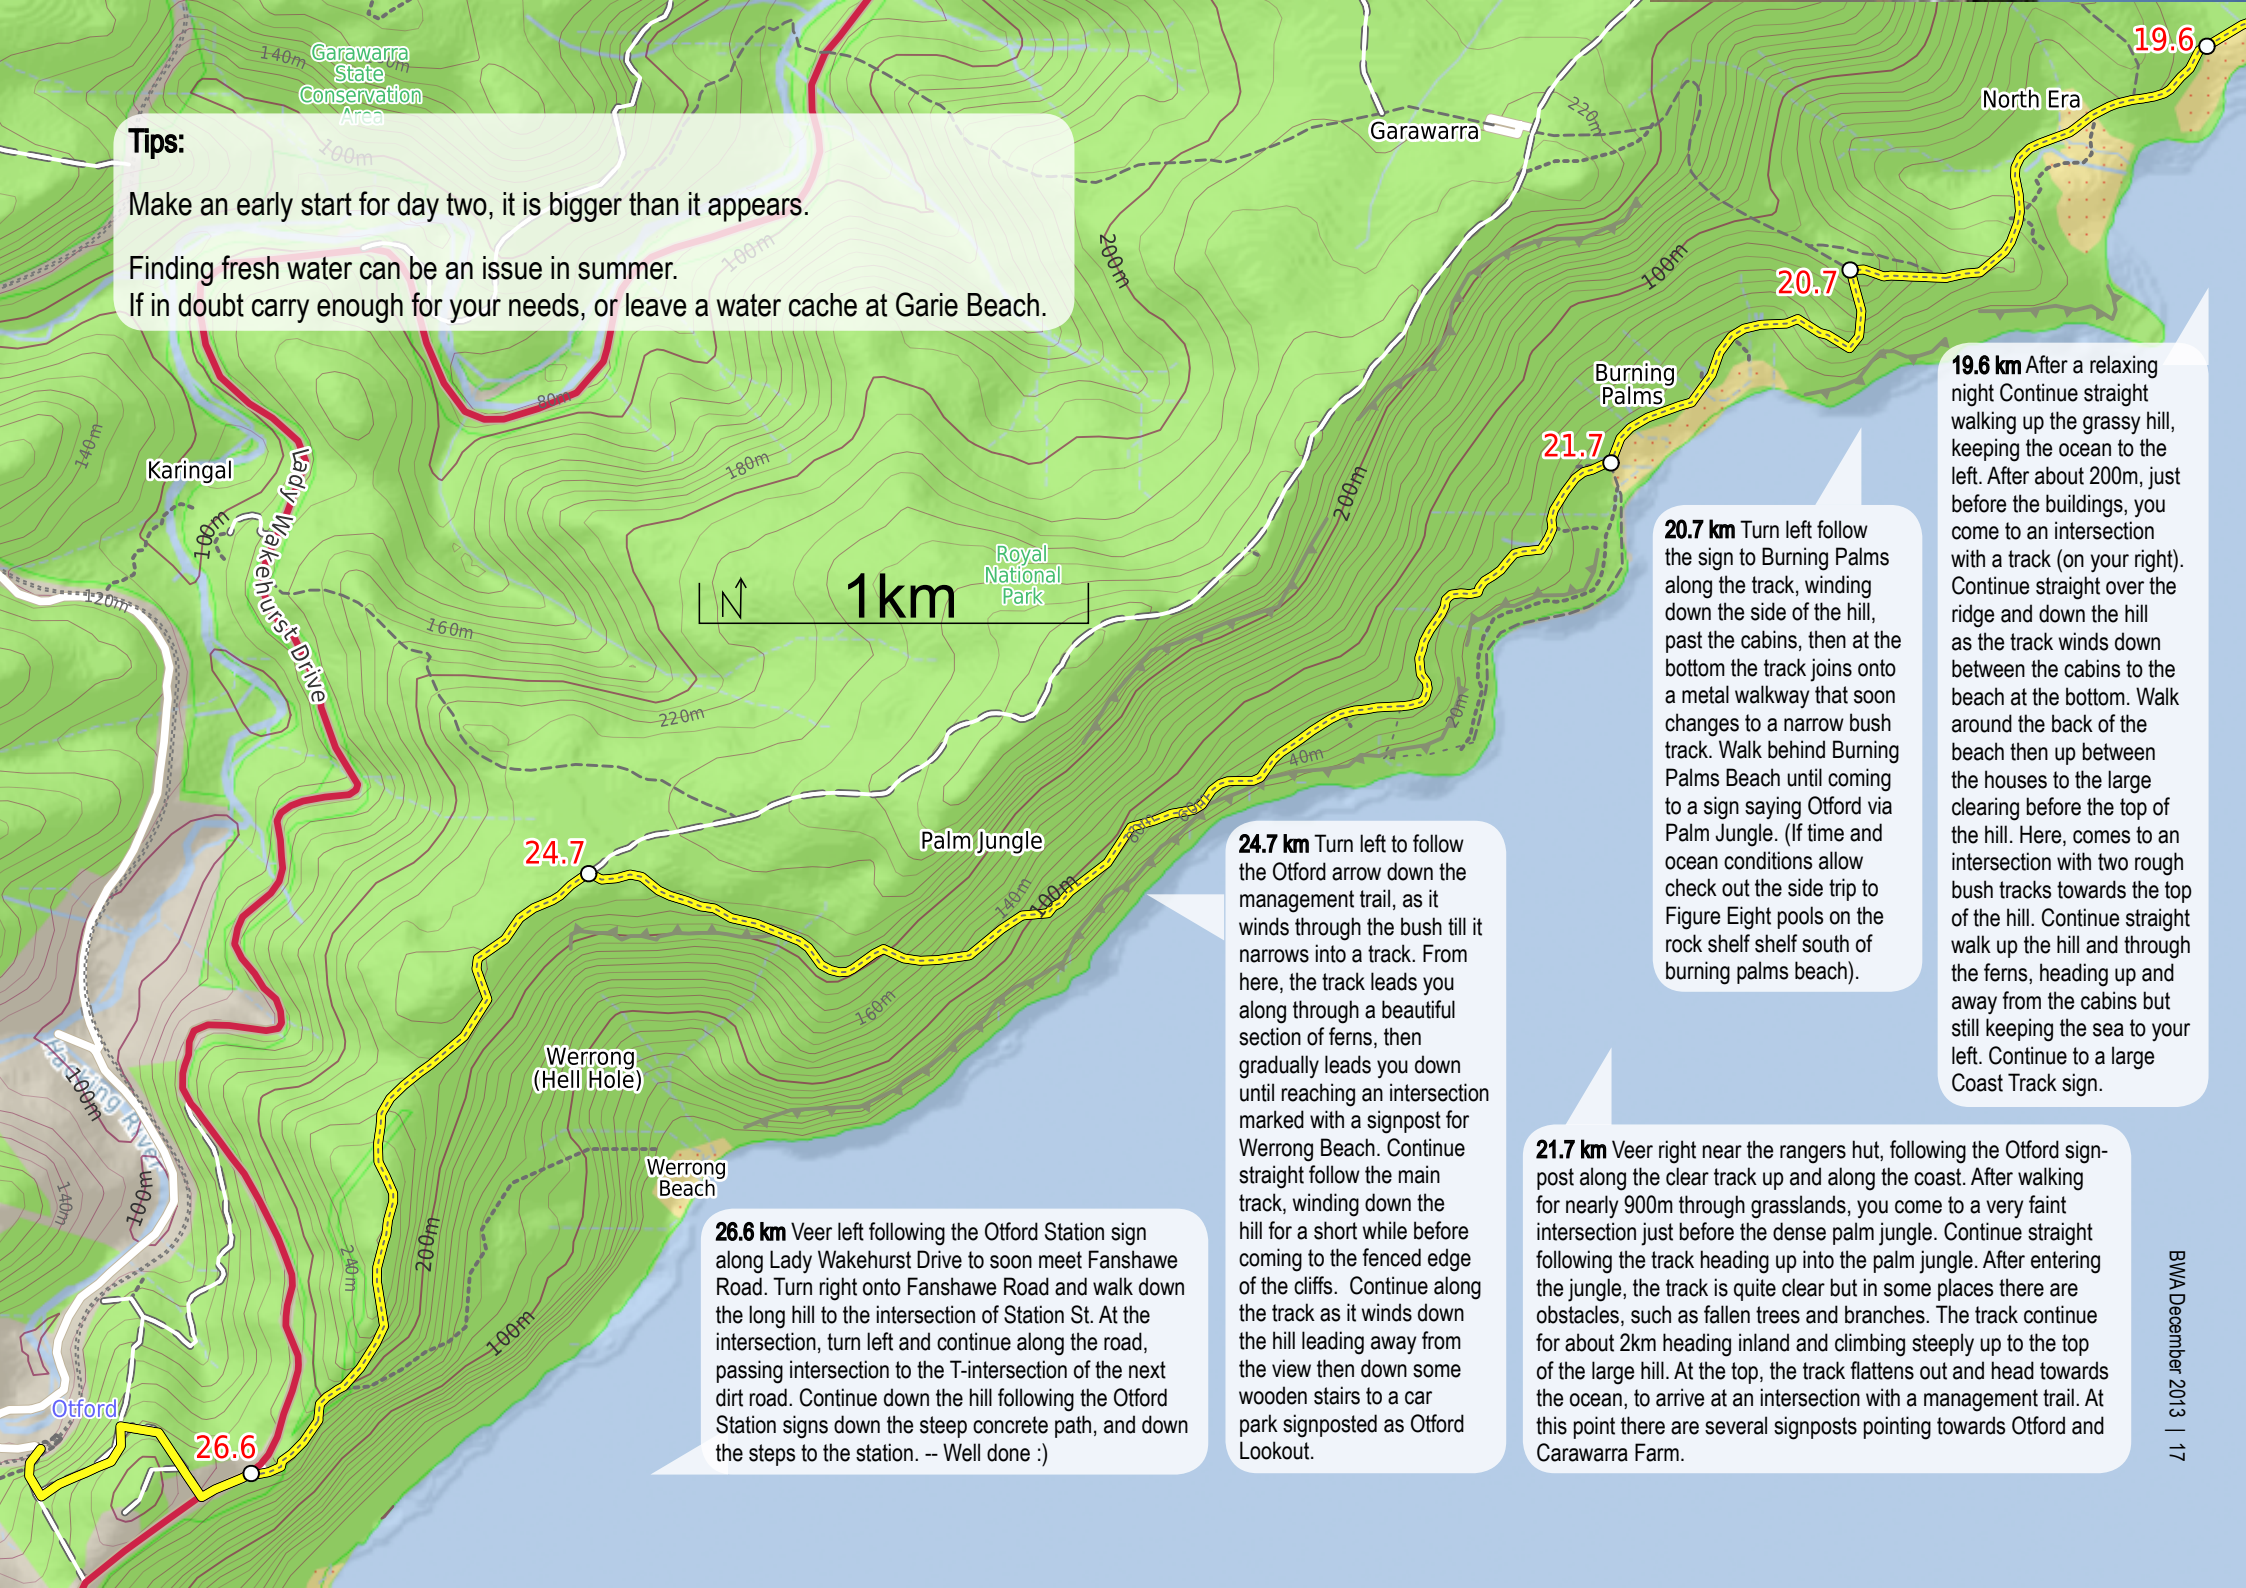 Garawarra
State
Conservation
Area
140m
100m
Tips:
Make an early start for day two, it is bigger than it appears.
Finding fresh water can be an issue in summer.
If in doubt carry enough for your needs, or leave a water cache at Garie Beach.
100m
200m
Garawarra
220m
100m
North Era
19.6
20.7
Burning
Palms
21.7
80m
140m
Karingal
100m
Lady Wakehurst Drive
180m
200m
120m
160m
N
1km
Royal
National
Park
220m
20m
40m
60m
80m
24.7
Palm Jungle
140m
100m
160m
Werrong
(Hell Hole)
Werrong
Beach
Hacking River
100m
140m
100m
240m
200m
100m
Otford
26.6
19.6 km After a relaxing
night Continue straight
walking up the grassy hill,
keeping the ocean to the
left. After about 200m, just
before the buildings, you
come to an intersection
with a track (on your right).
Continue straight over the
ridge and down the hill
as the track winds down
between the cabins to the
beach at the bottom. Walk
around the back of the
beach then up between
the houses to the large
clearing before the top of
the hill. Here, comes to an
intersection with two rough
bush tracks towards the top
of the hill. Continue straight
walk up the hill and through
the ferns, heading up and
away from the cabins but
still keeping the sea to your
left. Continue to a large
Coast Track sign.
20.7 km Turn left follow
the sign to Burning Palms
along the track, winding
down the side of the hill,
past the cabins, then at the
bottom the track joins onto
a metal walkway that soon
changes to a narrow bush
track. Walk behind Burning
Palms Beach until coming
to a sign saying Otford via
Palm Jungle. (If time and
ocean conditions allow
check out the side trip to
Figure Eight pools on the
rock shelf shelf south of
burning palms beach).
21.7 km Veer right near the rangers hut, following the Otford sign-
post along the clear track up and along the coast. After walking
for nearly 900m through grasslands, you come to a very faint
intersection just before the dense palm jungle. Continue straight
following the track heading up into the palm jungle. After entering
the jungle, the track is quite clear but in some places there are
obstacles, such as fallen trees and branches. The track continue
for about 2km heading inland and climbing steeply up to the top
of the large hill. At the top, the track flattens out and head towards
the ocean, to arrive at an intersection with a management trail. At
this point there are several signposts pointing towards Otford and
Carawarra Farm.
24.7 km Turn left to follow
the Otford arrow down the
management trail, as it
winds through the bush till it
narrows into a track. From
here, the track leads you
along through a beautiful
section of ferns, then
gradually leads you down
until reaching an intersection
marked with a signpost for
Werrong Beach. Continue
straight follow the main
track, winding down the
hill for a short while before
coming to the fenced edge
of the cliffs. Continue along
the track as it winds down
the hill leading away from
the view then down some
wooden stairs to a car
park signposted as Otford
Lookout.
26.6 km Veer left following the Otford Station sign
along Lady Wakehurst Drive to soon meet Fanshawe
Road. Turn right onto Fanshawe Road and walk down
the long hill to the intersection of Station St. At the
intersection, turn left and continue along the road,
passing intersection to the T-intersection of the next
dirt road. Continue down the hill following the Otford
Station signs down the steep concrete path, and down
the steps to the station. -- Well done :)
BWA December 2013 | 17